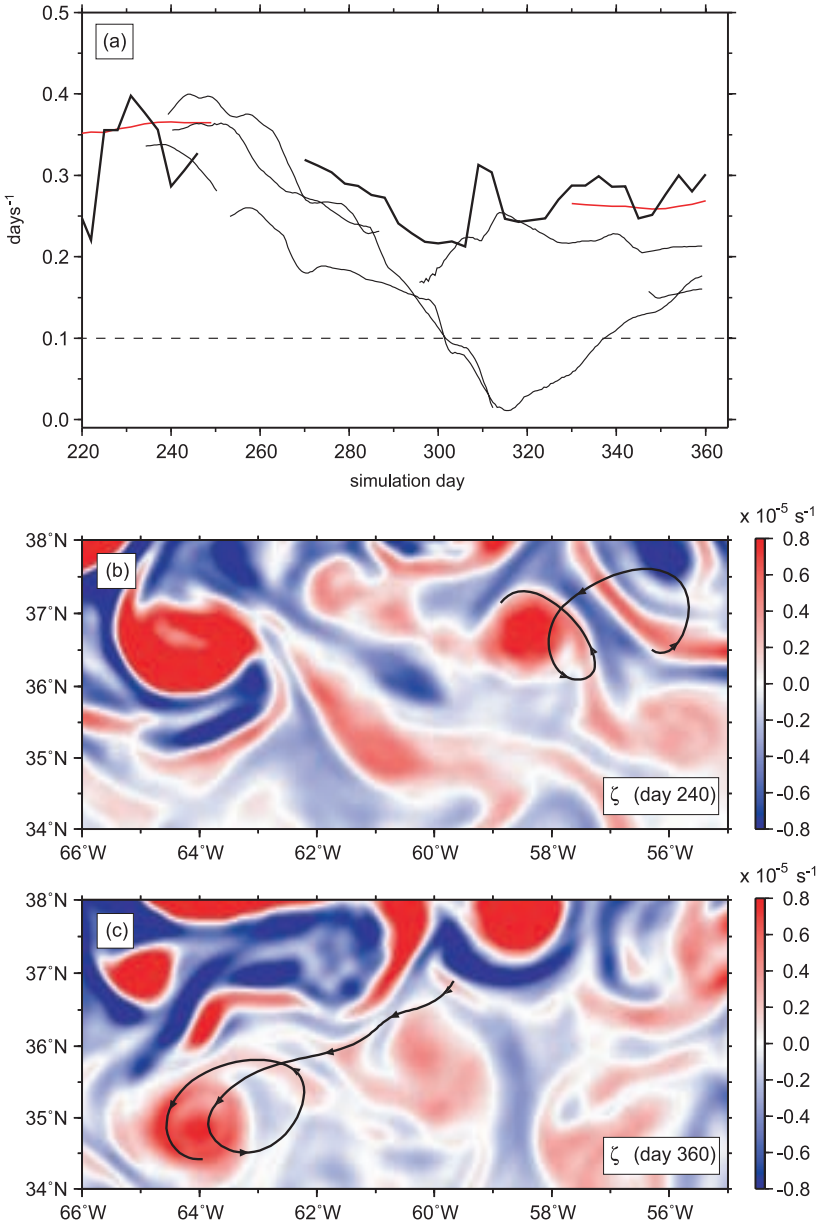 0.5
(a)
0.4
0.3
days⁻¹
0.2
0.1
0.0
220 240 260 280 300 320 340 360
simulation day
x 10⁻⁵ s⁻¹
38˚N 0.8
(b)
0.6
37˚N 0.4
0.2
36˚N 0.0
-0.2
35˚N -0.4
ζ (day 240) -0.6
34˚N -0.8
66˚W 64˚W 62˚W 60˚W 58˚W 56˚W
x 10⁻⁵ s⁻¹
38˚N 0.8
(c)
0.6
37˚N 0.4
0.2
36˚N 0.0
-0.2
35˚N -0.4
ζ (day 360) -0.6
34˚N -0.8
66˚W 64˚W 62˚W 60˚W 58˚W 56˚W